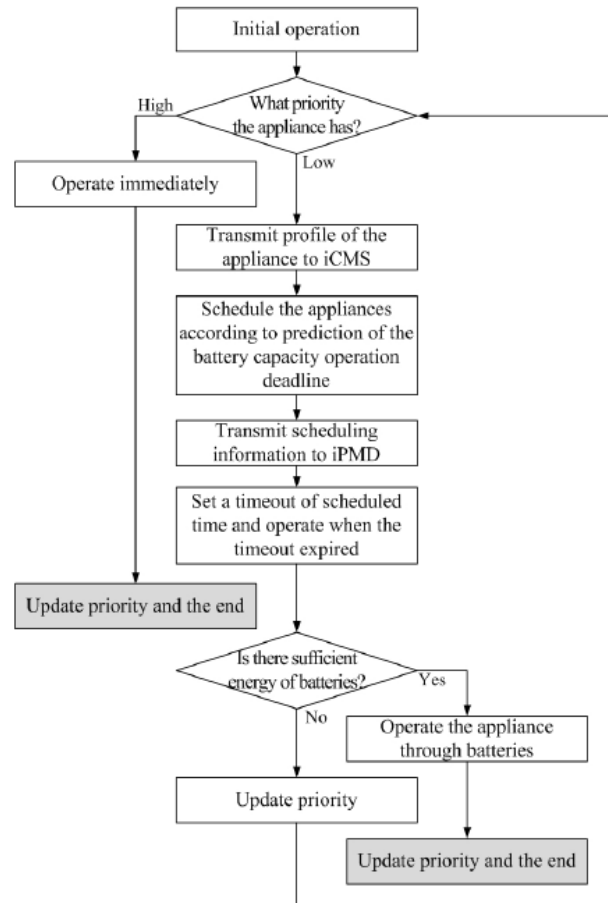 Initial operation
What priority
the appliance has?
High
Low
Operate immediately
Transmit profile of the
appliance to iCMS
Schedule the appliances
according to prediction of the
battery capacity operation
deadline
Transmit scheduling
information to iPMD
Set a timeout of scheduled
time and operate when the
timeout expired
Update priority and the end
Is there sufficient
energy of batteries?
Yes
No
Operate the appliance
through batteries
Update priority
Update priority and the end